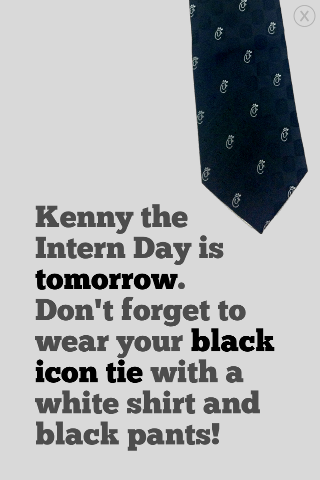 X
Kenny the
Intern Day is
tomorrow.
Don't forget to
wear your black
icon tie with a
white shirt and
black pants!